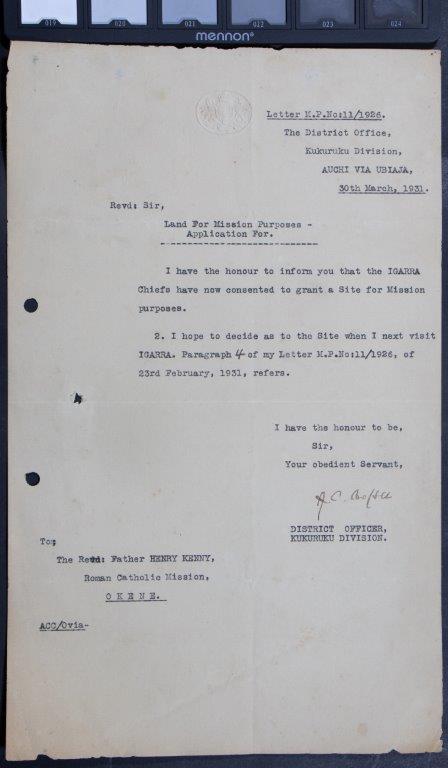 019 020 021 022 023 024
mennon
Letter M.P.No:11/1926.
The District Office,
Kukuruku Division,
AUCHI VIA UBIAJA,
30th March, 1931.
Revd: Sir,
Land For Mission Purposes -
Application For.
I have the honour to inform you that the IGARRA
Chiefs have now consented to grant a Site for Mission
purposes.
2. I hope to decide as to the Site when I next visit
IGARRA. Paragraph 4 of my Letter M.P.No:11/1926, of
23rd February, 1931, refers.
I have the honour to be,
Sir,
Your obedient Servant,
A.C.
DISTRICT OFFICER,
KUKURUKU DIVISION.
To:
The Revd: Father HENRY KENNY,
Roman Catholic Mission,
O K E N E.
ACC/Ovia-